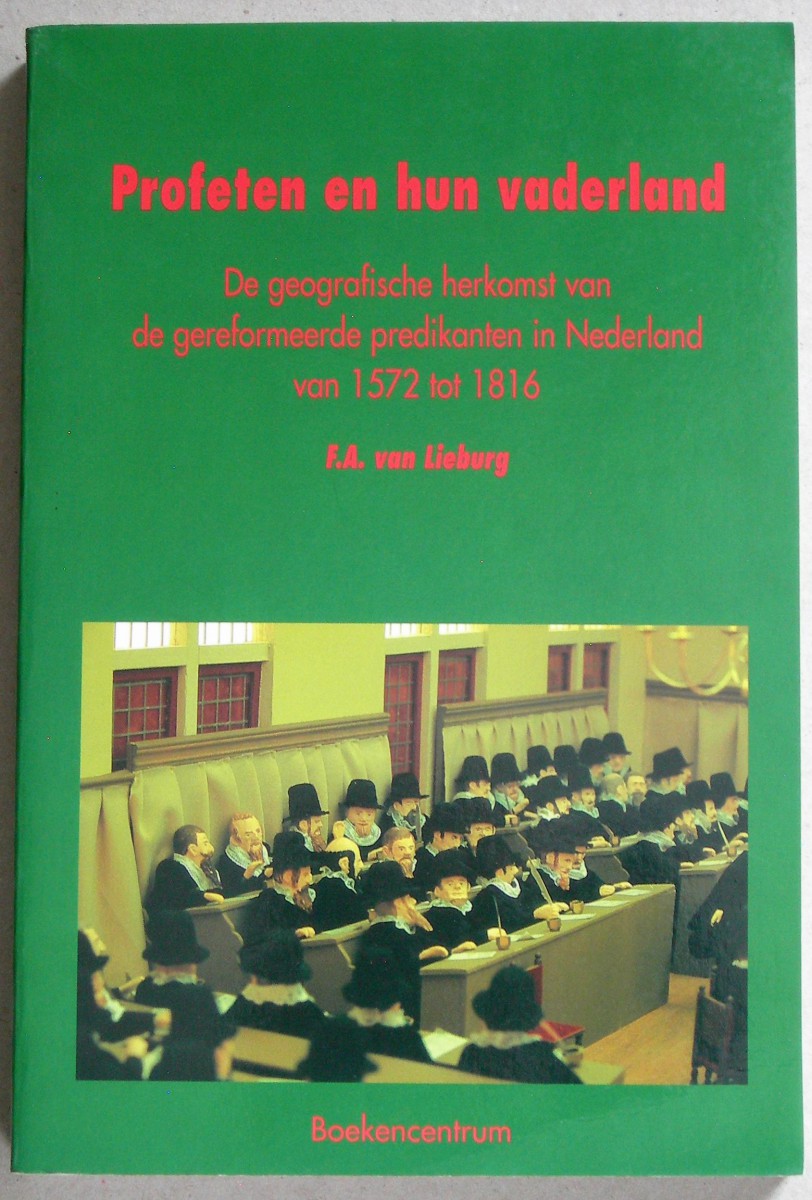 Profeten en hun vaderland
De geografische herkomst van
de gereformeerde predikanten in Nederland
van 1572 tot 1816
F.A. van Lieburg
Boekencentrum